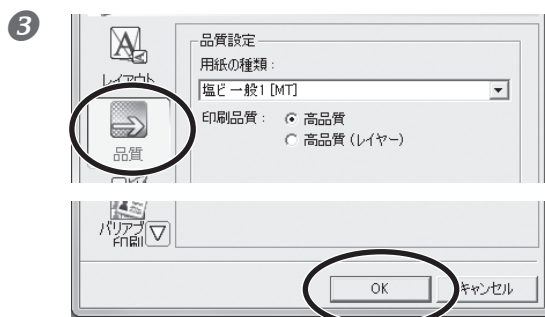 3
品質設定
レイアウト
用紙の種類:
塩ビ 一般1 [MT]
印刷品質: 高品質
高品質(レイヤー)
品質
バリアブ
印刷
OK
キャンセル